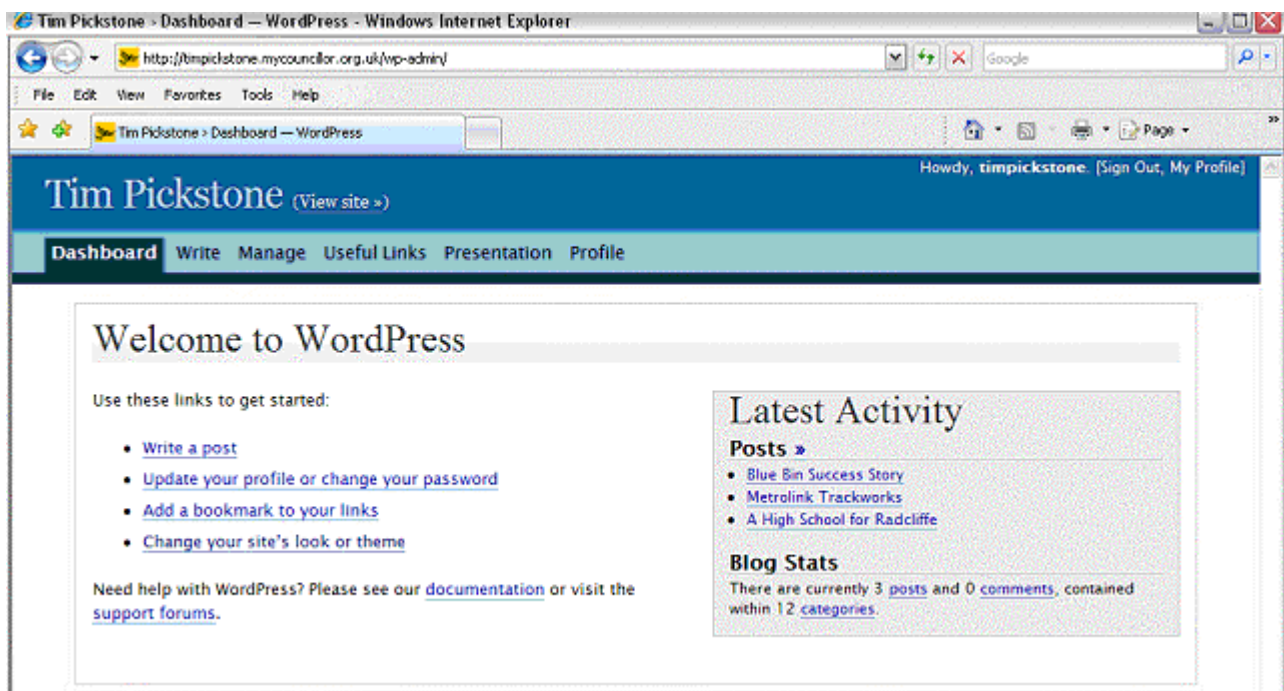 Tim Pickstone › Dashboard — WordPress - Windows Internet Explorer
http://timpickstone.mycouncillor.org.uk/wp-admin/
Google
File Edit View Favorites Tools Help
Tim Pickstone › Dashboard — WordPress
Page
Howdy, timpickstone. [Sign Out, My Profile]
Tim Pickstone (View site »)
Dashboard Write Manage Useful Links Presentation Profile
Welcome to WordPress
Use these links to get started:
• Write a post
• Update your profile or change your password
• Add a bookmark to your links
• Change your site's look or theme
Need help with WordPress? Please see our documentation or visit the
support forums.
Latest Activity
Posts »
• Blue Bin Success Story
• Metrolink Trackworks
• A High School for Radcliffe
Blog Stats
There are currently 3 posts and 0 comments, contained
within 12 categories.